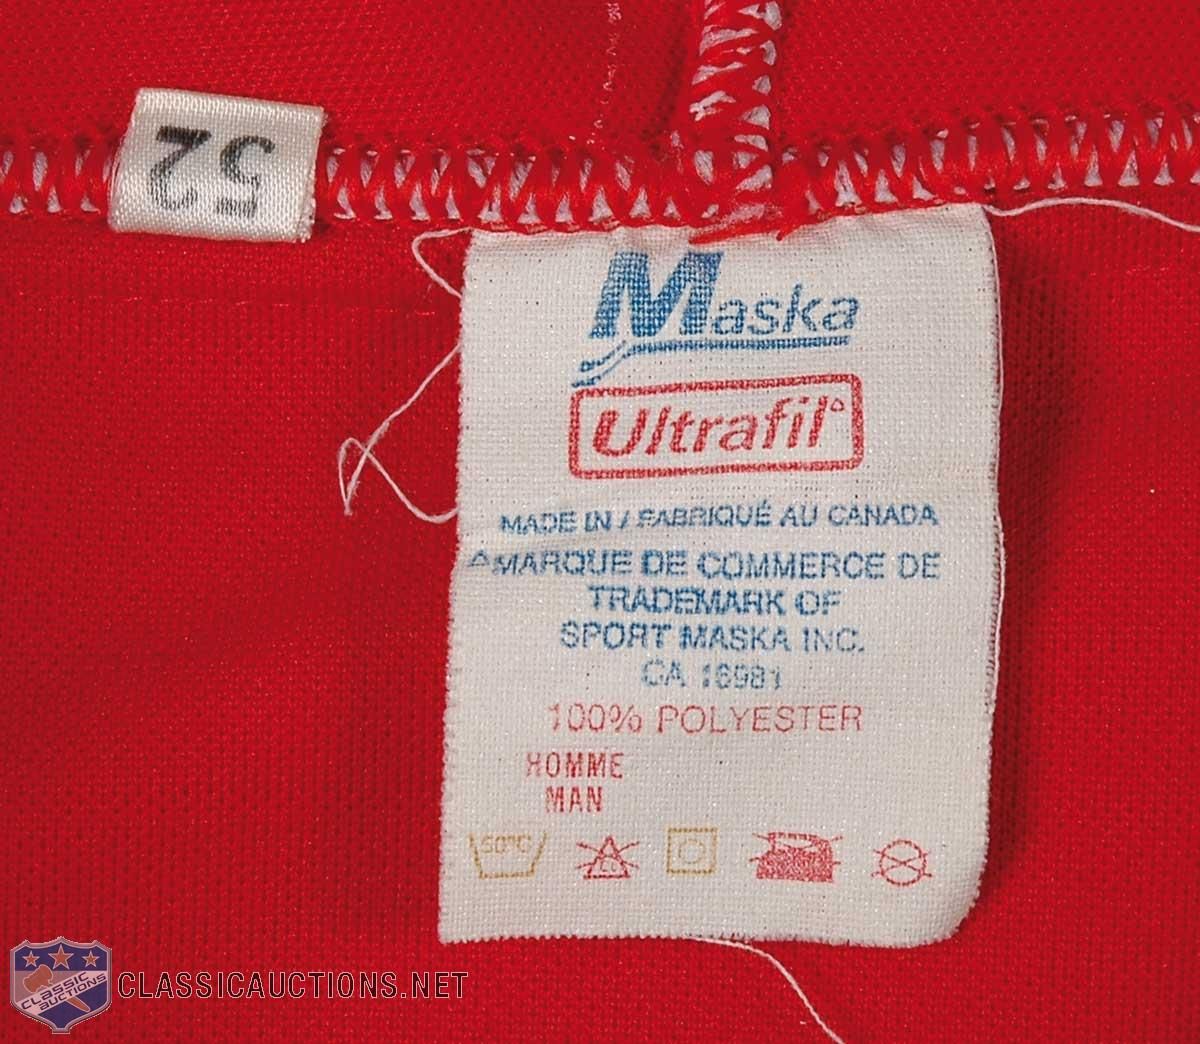 52
Maska
Ultrafil△
MADE IN / FABRIQUÉ AU CANADA
△MARQUE DE COMMERCE DE
TRADEMARK OF
SPORT MASKA INC.
CA 16981
100% POLYESTER
HOMME
MAN
50°C
CL
CLASSIC
AUCTIONS
CLASSICAUCTIONS.NET